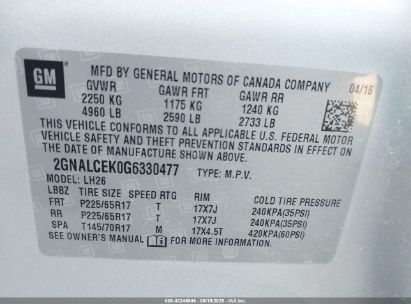 GM
MFD BY GENERAL MOTORS OF CANADA COMPANY 04/16
GVWR GAWR FRT GAWR RR
2250 KG 1175 KG 1240 KG
4960 LB 2590 LB 2733 LB
THIS VEHICLE CONFORMS TO ALL APPLICABLE U.S. FEDERAL MOTOR
VEHICLE SAFETY AND THEFT PREVENTION STANDARDS IN EFFECT ON
THE DATE OF MANUFACTURE SHOWN ABOVE.
2GNALCEK0G6330477 TYPE: M.P.V.
MODEL: LH26
LBBZ TIRE SIZE SPEED RTG RIM COLD TIRE PRESSURE
FRT P225/65R17 T 17X7J 240KPA(35PSI)
RR P225/65R17 T 17X7J 240KPA(35PSI)
SPA T145/70R17 M 17X4.5T 420KPA(60PSI)
SEE OWNER'S MANUAL FOR MORE INFORMATION